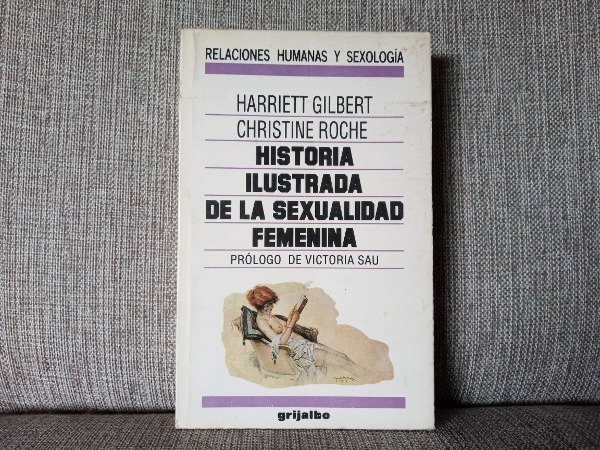 RELACIONES HUMANAS Y SEXOLOGÍA
HARRIETT GILBERT
CHRISTINE ROCHE
HISTORIA
ILUSTRADA
DE LA SEXUALIDAD
FEMENINA
PRÓLOGO DE VICTORIA SAU
grijalbo